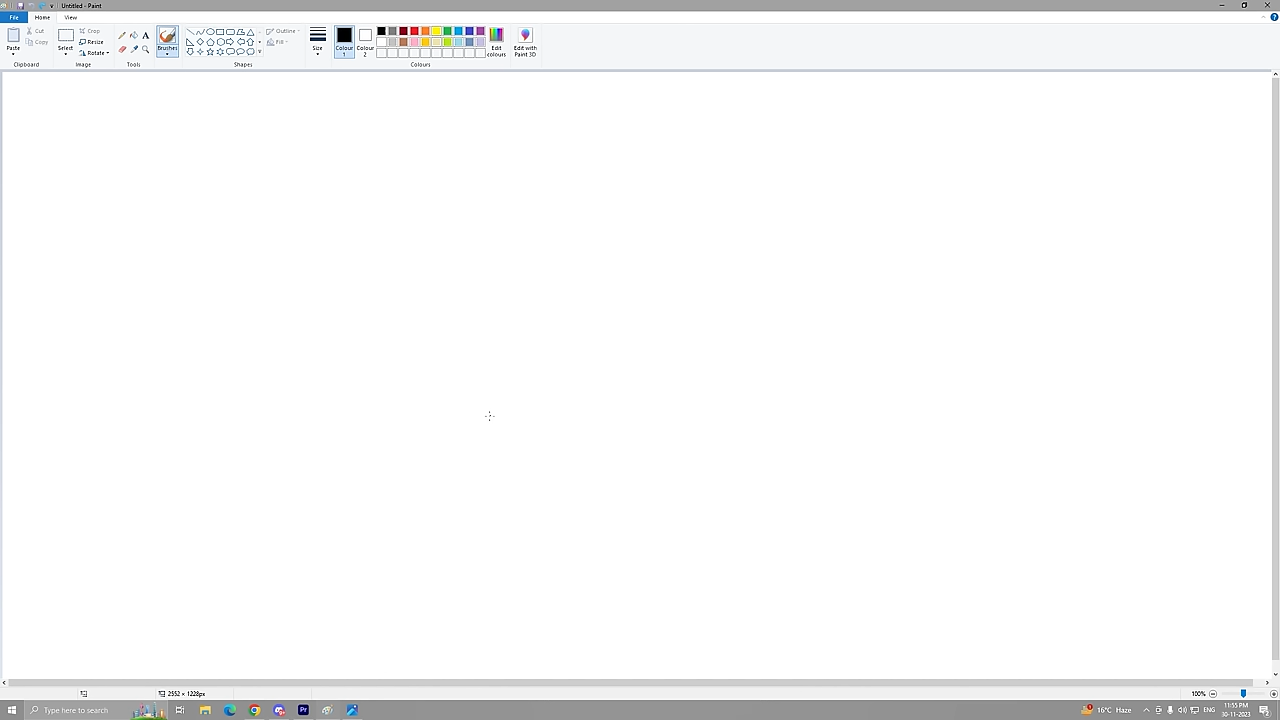 Untitled - Paint
File Home View
Paste
Cut
Copy
Clipboard
Select
Crop
Resize
Rotate
Image
A
Tools
Brushes
Outline
Fill
Shapes
Size
Colour
1
Colour
2
Edit
colours
Colours
Edit with
Paint 3D
2552 × 1228px
100%
Type here to search
Pr
16°C Haze
ENG
11:55 PM
30-11-2023